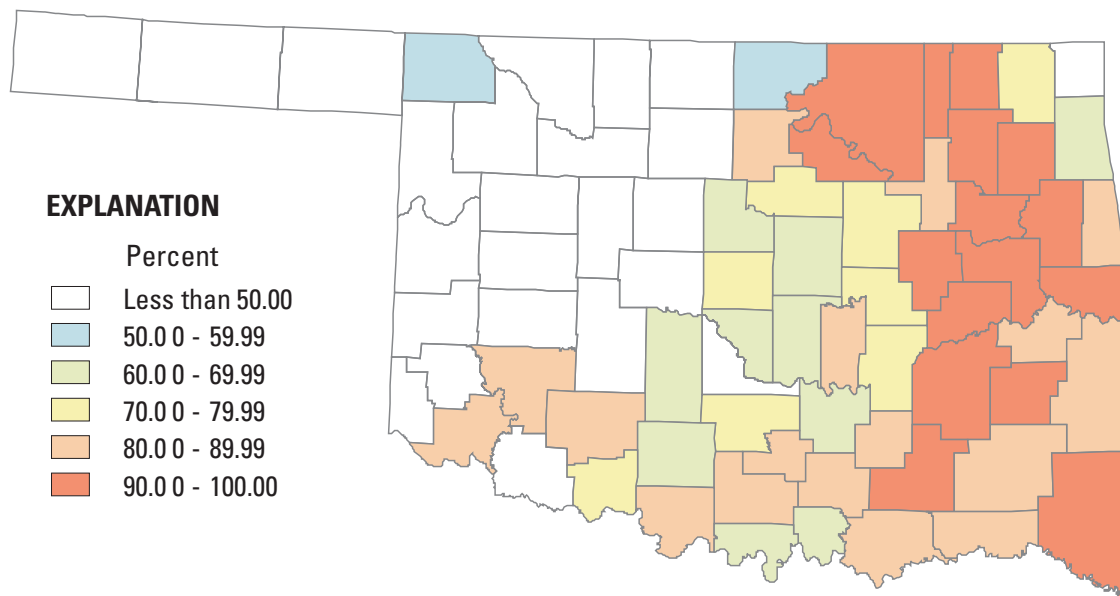 EXPLANATION
Percent
Less than 50.00
50.0 0 - 59.99
60.0 0 - 69.99
70.0 0 - 79.99
80.0 0 - 89.99
90.0 0 - 100.00